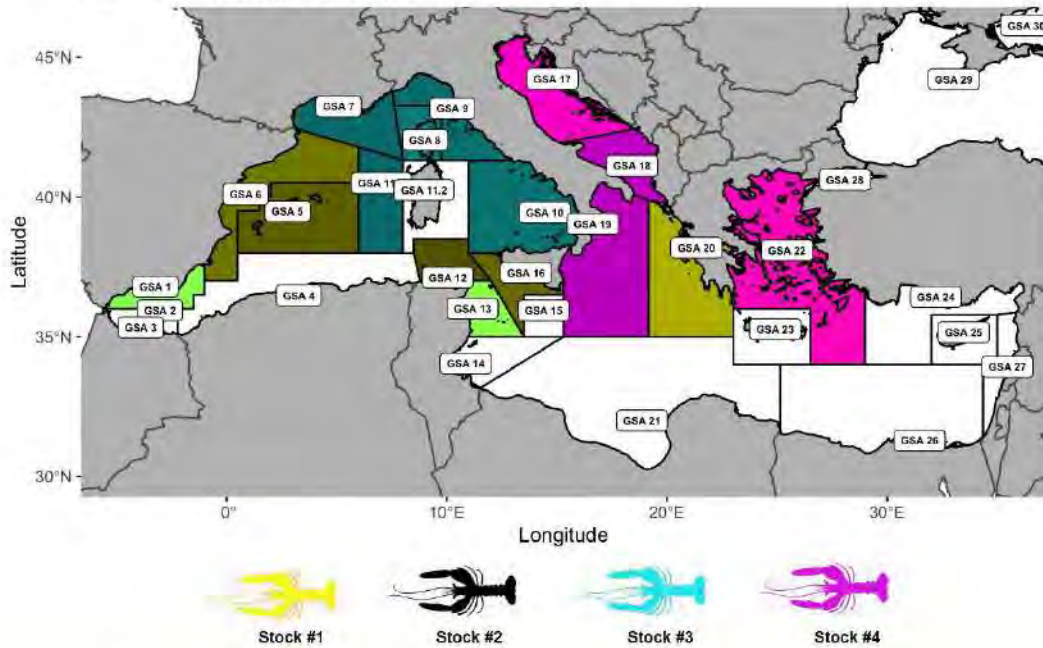 GSA 30
45°N
GSA 17
GSA 29
GSA 7
GSA 9
GSA 8
GSA 18
GSA 28
40°N
GSA 6
GSA 5
GSA 11
GSA 11.2
GSA 10
GSA 19
GSA 20
GSA 22
GSA 16
GSA 12
GSA 1
GSA 4
GSA 13
GSA 2
GSA 15
GSA 3
GSA 24
GSA 23
GSA 25
35°N
GSA 14
GSA 27
GSA 21
GSA 26
30°N
0°
10°E
20°E
30°E
Latitude
Longitude
Stock #1
Stock #2
Stock #3
Stock #4